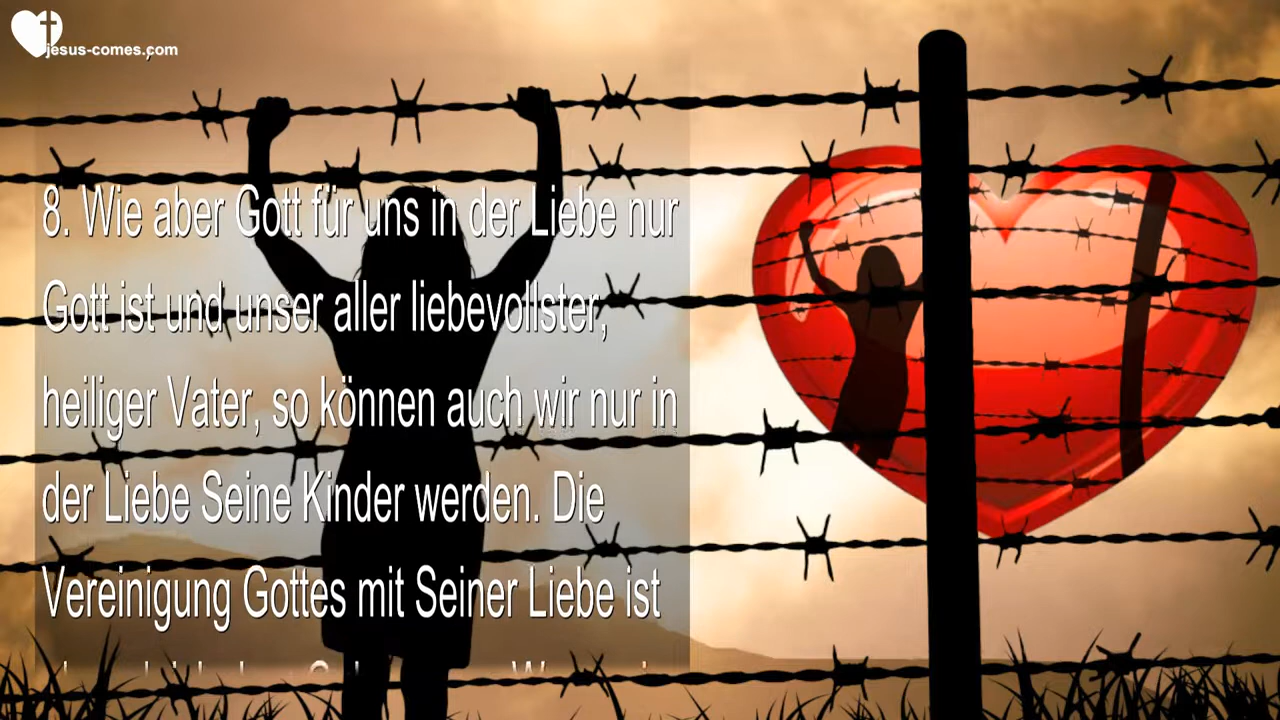 jesus-comes.com
8. Wie aber Gott für uns in der Liebe nur
Gott ist und unser aller liebevollster,
heiliger Vater, so können auch wir nur in
der Liebe Seine Kinder werden. Die
Vereinigung Gottes mit Seiner Liebe ist